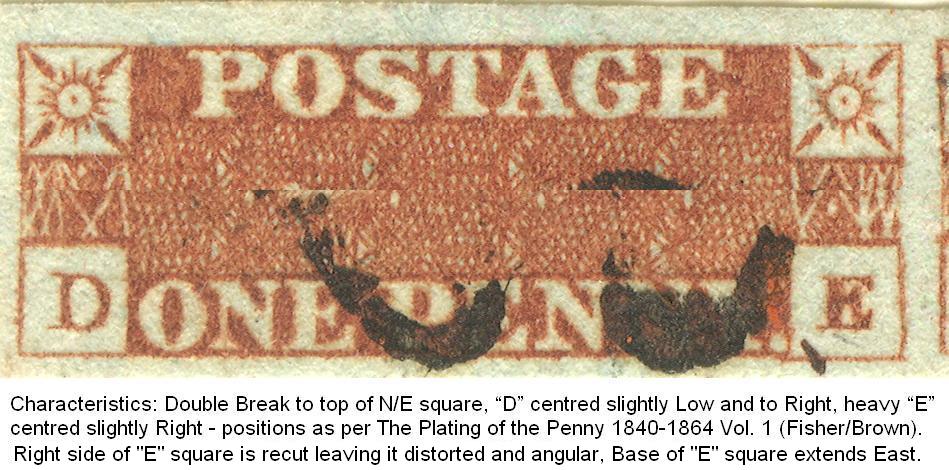 POSTAGE
D ONE PENNY. E
Characteristics: Double Break to top of N/E square, “D” centred slightly Low and to Right, heavy “E”
centred slightly Right - positions as per The Plating of the Penny 1840-1864 Vol. 1 (Fisher/Brown).
Right side of "E" square is recut leaving it distorted and angular, Base of "E" square extends East.